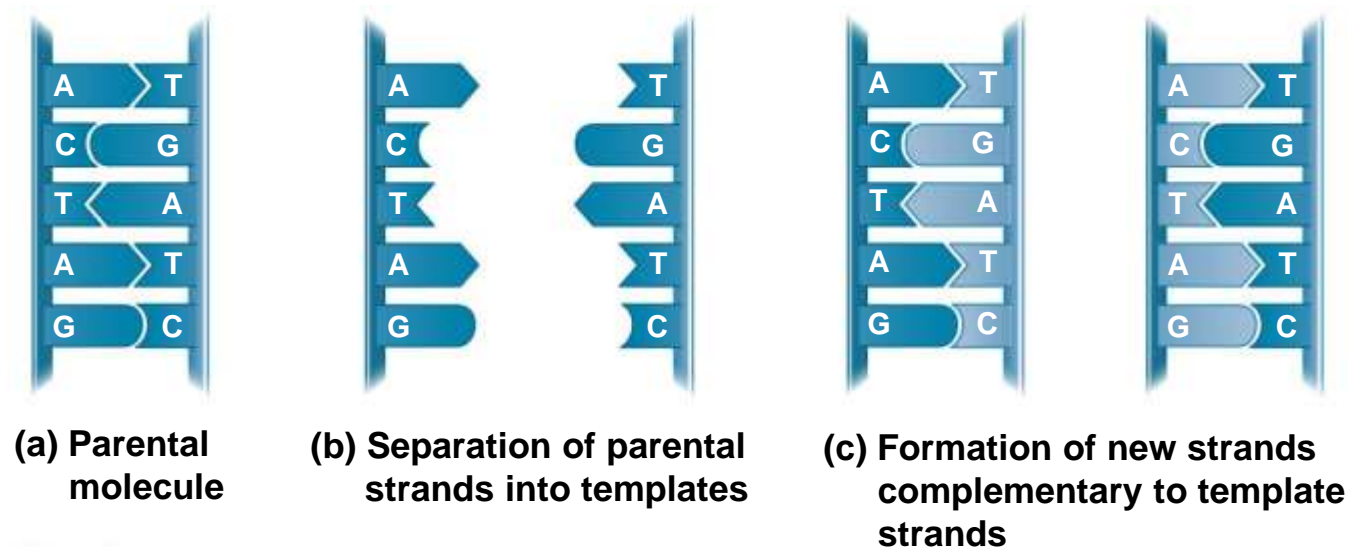 A T
C G
T A
A T
G C
(a) Parental
molecule
A T
C G
T A
A T
G C
(b) Separation of parental
strands into templates
A T A T
C G C G
T A T A
A T A T
G C G C
(c) Formation of new strands
complementary to template
strands